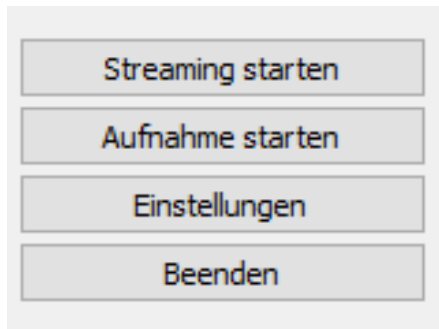 Streaming starten
Aufnahme starten
Einstellungen
Beenden